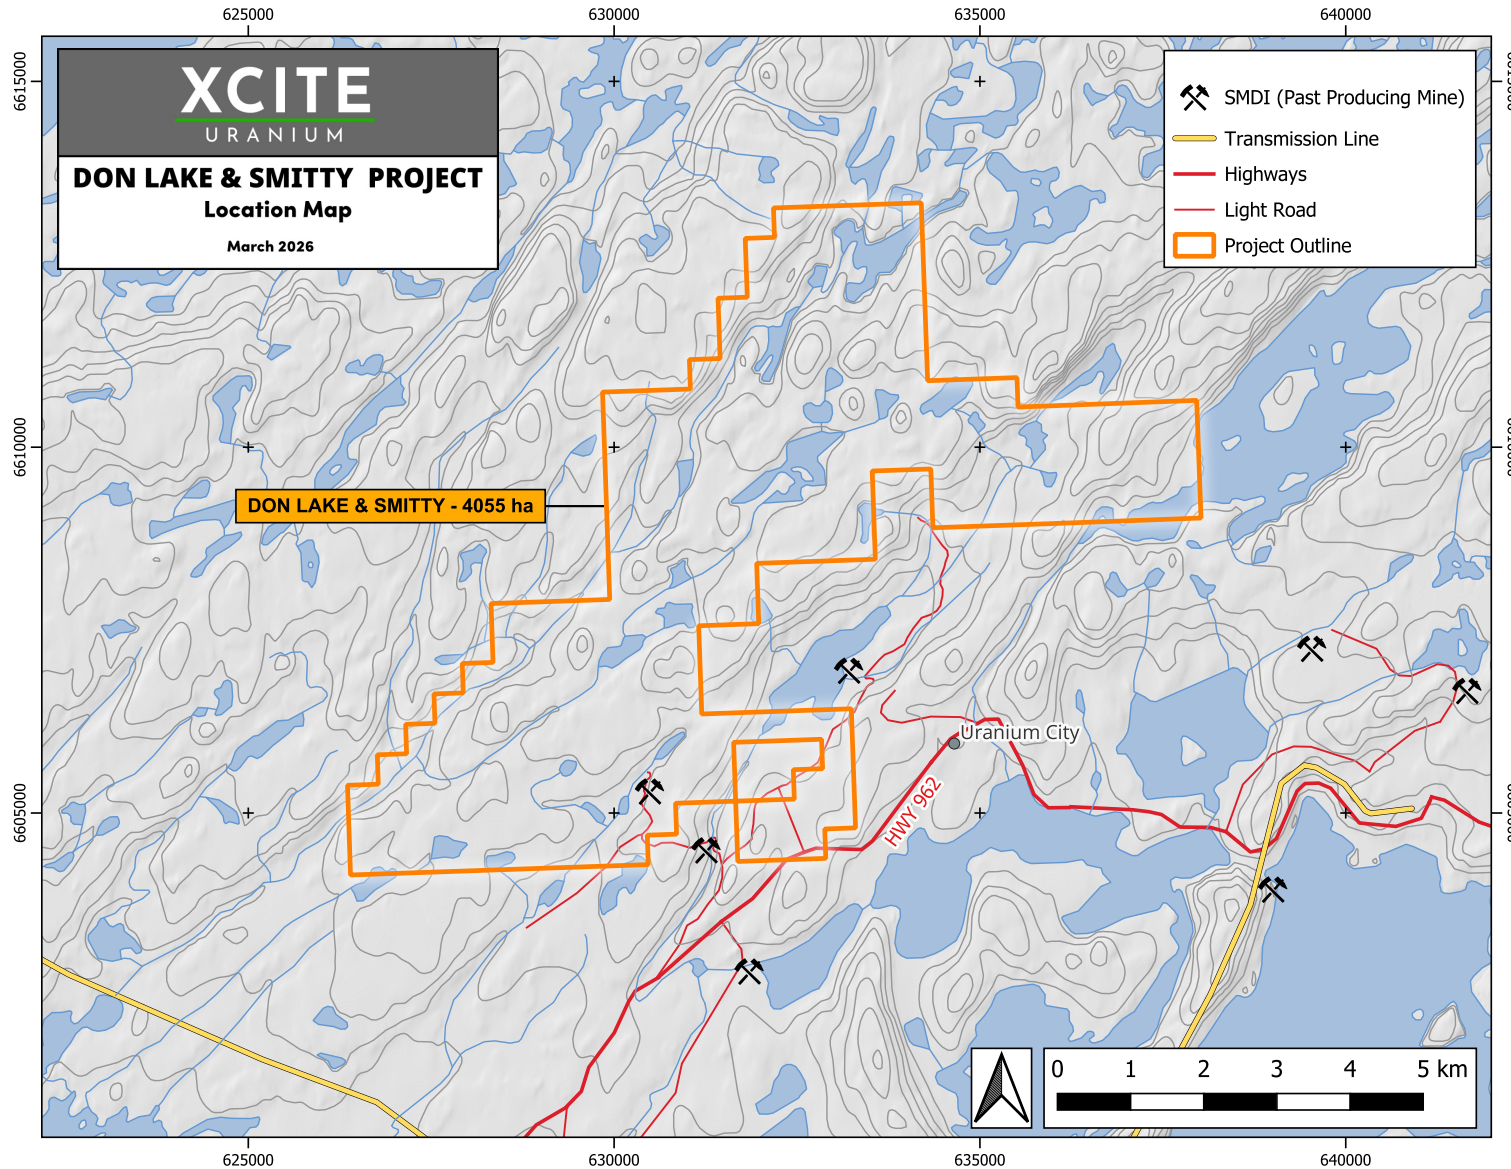 625000
630000
635000
640000
6615000
6610000
6605000
XCITE
URANIUM
DON LAKE & SMITTY PROJECT
Location Map
March 2026
SMDI (Past Producing Mine)
Transmission Line
Highways
Light Road
Project Outline
DON LAKE & SMITTY - 4055 ha
Uranium City
HWY 962
0 1 2 3 4 5 km
625000
630000
635000
640000